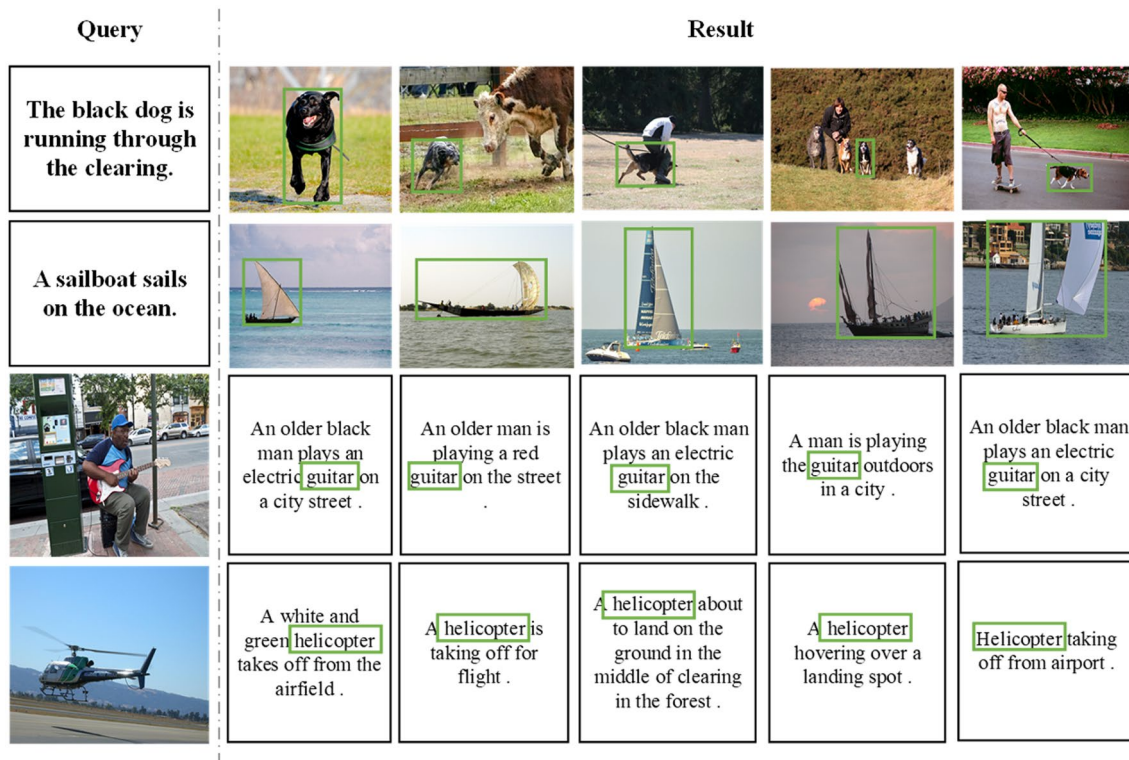 Query
Result
The black dog is
running through
the clearing.
A sailboat sails
on the ocean.
An older black
man plays an
electric guitar on
a city street .
An older man is
playing a red
guitar on the street
.
An older black man
plays an electric
guitar on the
sidewalk .
A man is playing
the guitar outdoors
in a city .
An older black man
plays an electric
guitar on a city
street .
A white and
green helicopter
takes off from the
airfield .
A helicopter is
taking off for
flight .
A helicopter about
to land on the
ground in the
middle of clearing
in the forest .
A helicopter
hovering over a
landing spot .
Helicopter taking
off from airport .